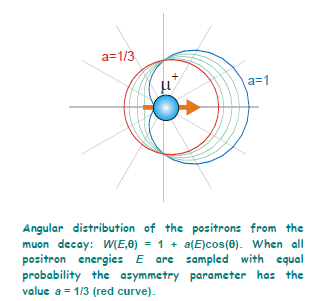 a=1/3
μ+
a=1
Angular distribution of the positrons from the
muon decay: W(E,θ) = 1 + a(E)cos(θ). When all
positron energies E are sampled with equal
probability the asymmetry parameter has the
value a = 1/3 (red curve).